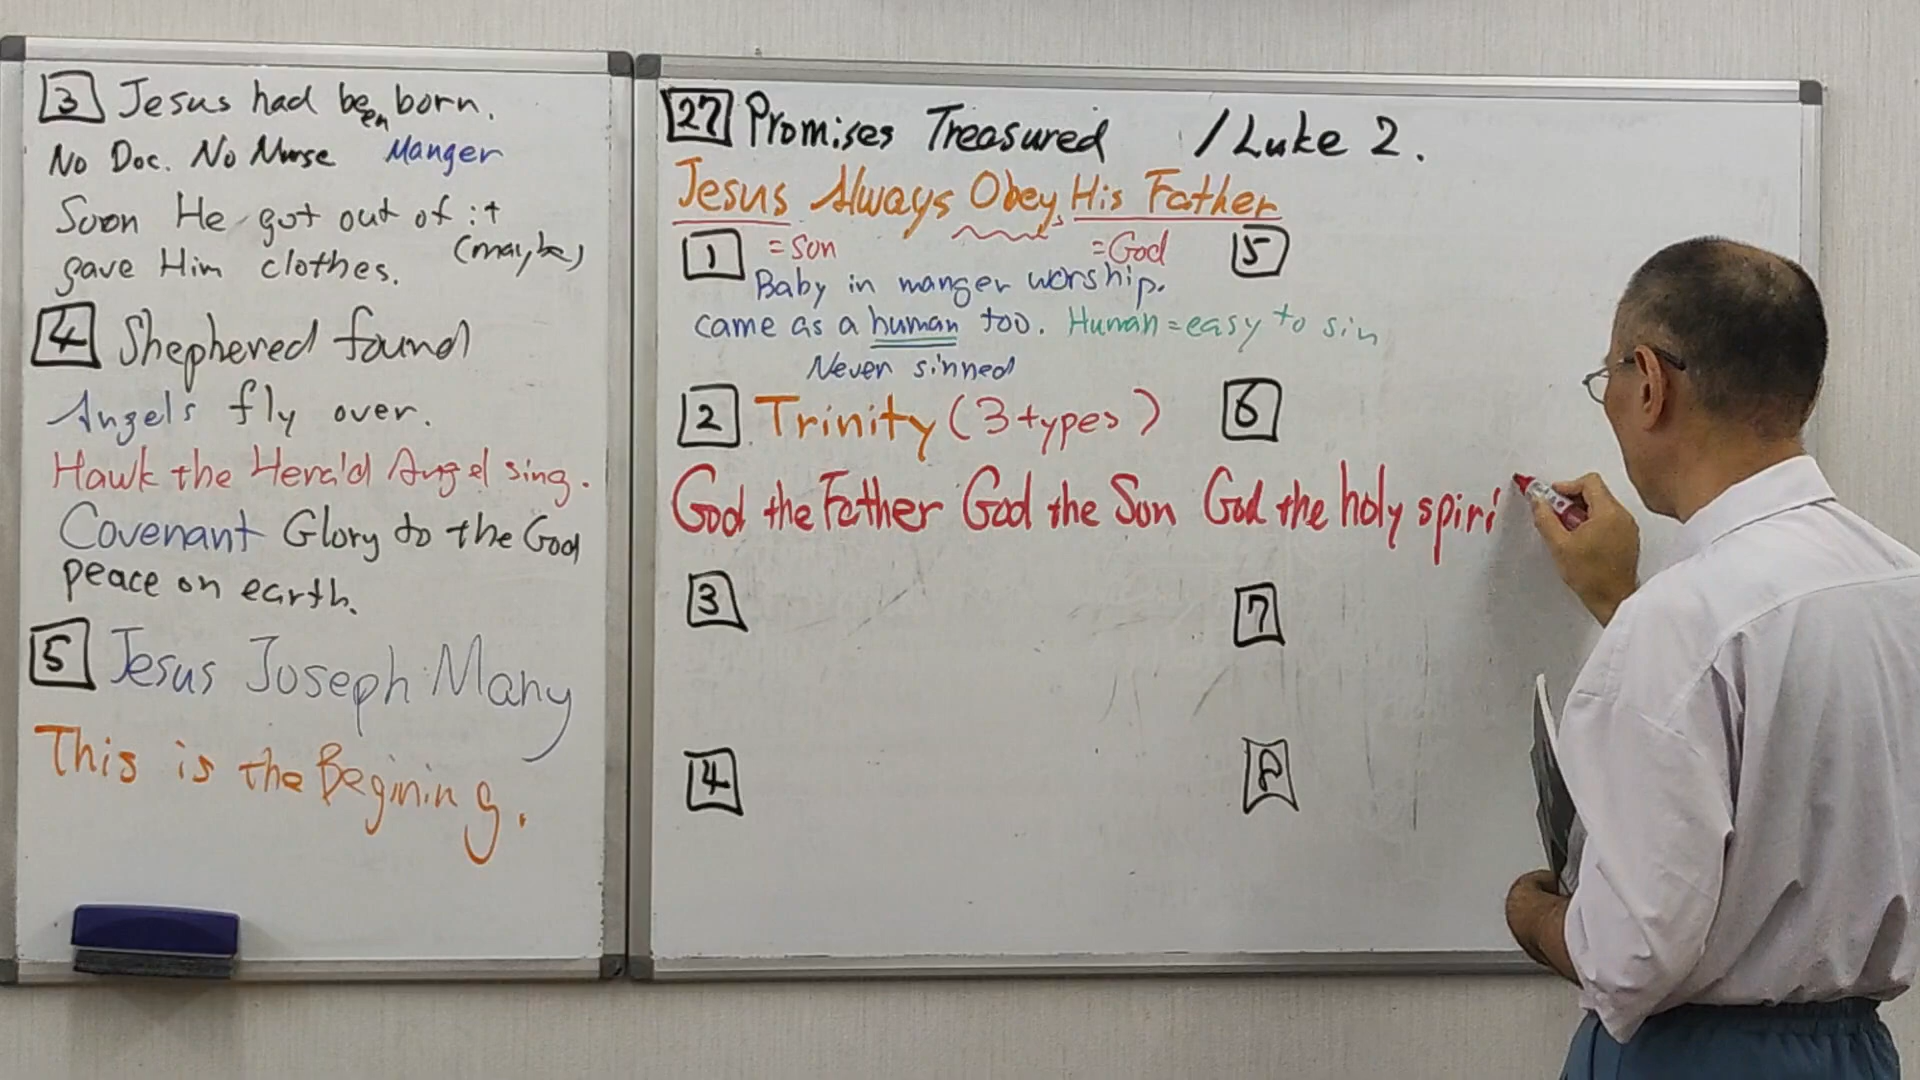 3 Jesus had been born.
No Doc. No Nurse Manger
Soon He got out of it
(maybe)
gave Him clothes.
4 Shephered found
Angels fly over.
Hawk the Herald Angel sing.
Covenant Glory to the God
peace on earth.
5 Jesus Joseph Many
This is the Begining.
27 Promises Treasured / Luke 2.
Jesus Always Obey, His Father
1 = Son = God 5
Baby in manger worship.
came as a human too. Human = easy to sin
Never sinned
2 Trinity (3 types) 6
God the Father God the Son God the holy spiri
3 7
4 8